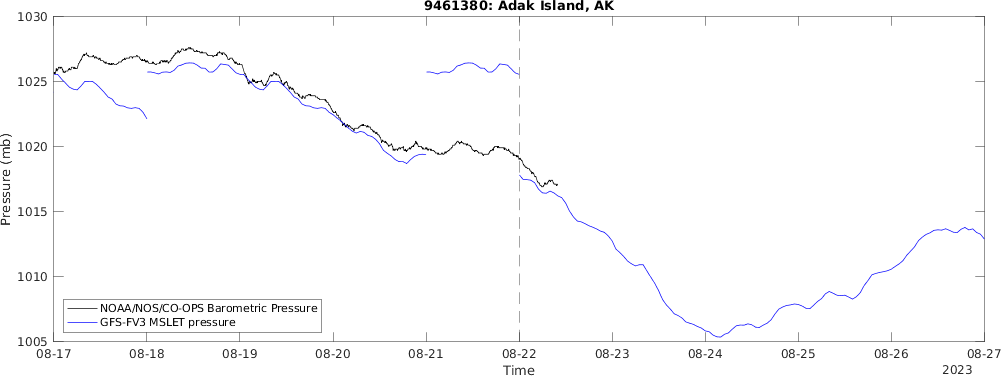 9461380: Adak Island, AK
Pressure (mb)
1030
1025
1020
1015
1010
1005
NOAA/NOS/CO-OPS Barometric Pressure
GFS-FV3 MSLET pressure
08-17 08-18 08-19 08-20 08-21 08-22 08-23 08-24 08-25 08-26 08-27
Time
2023